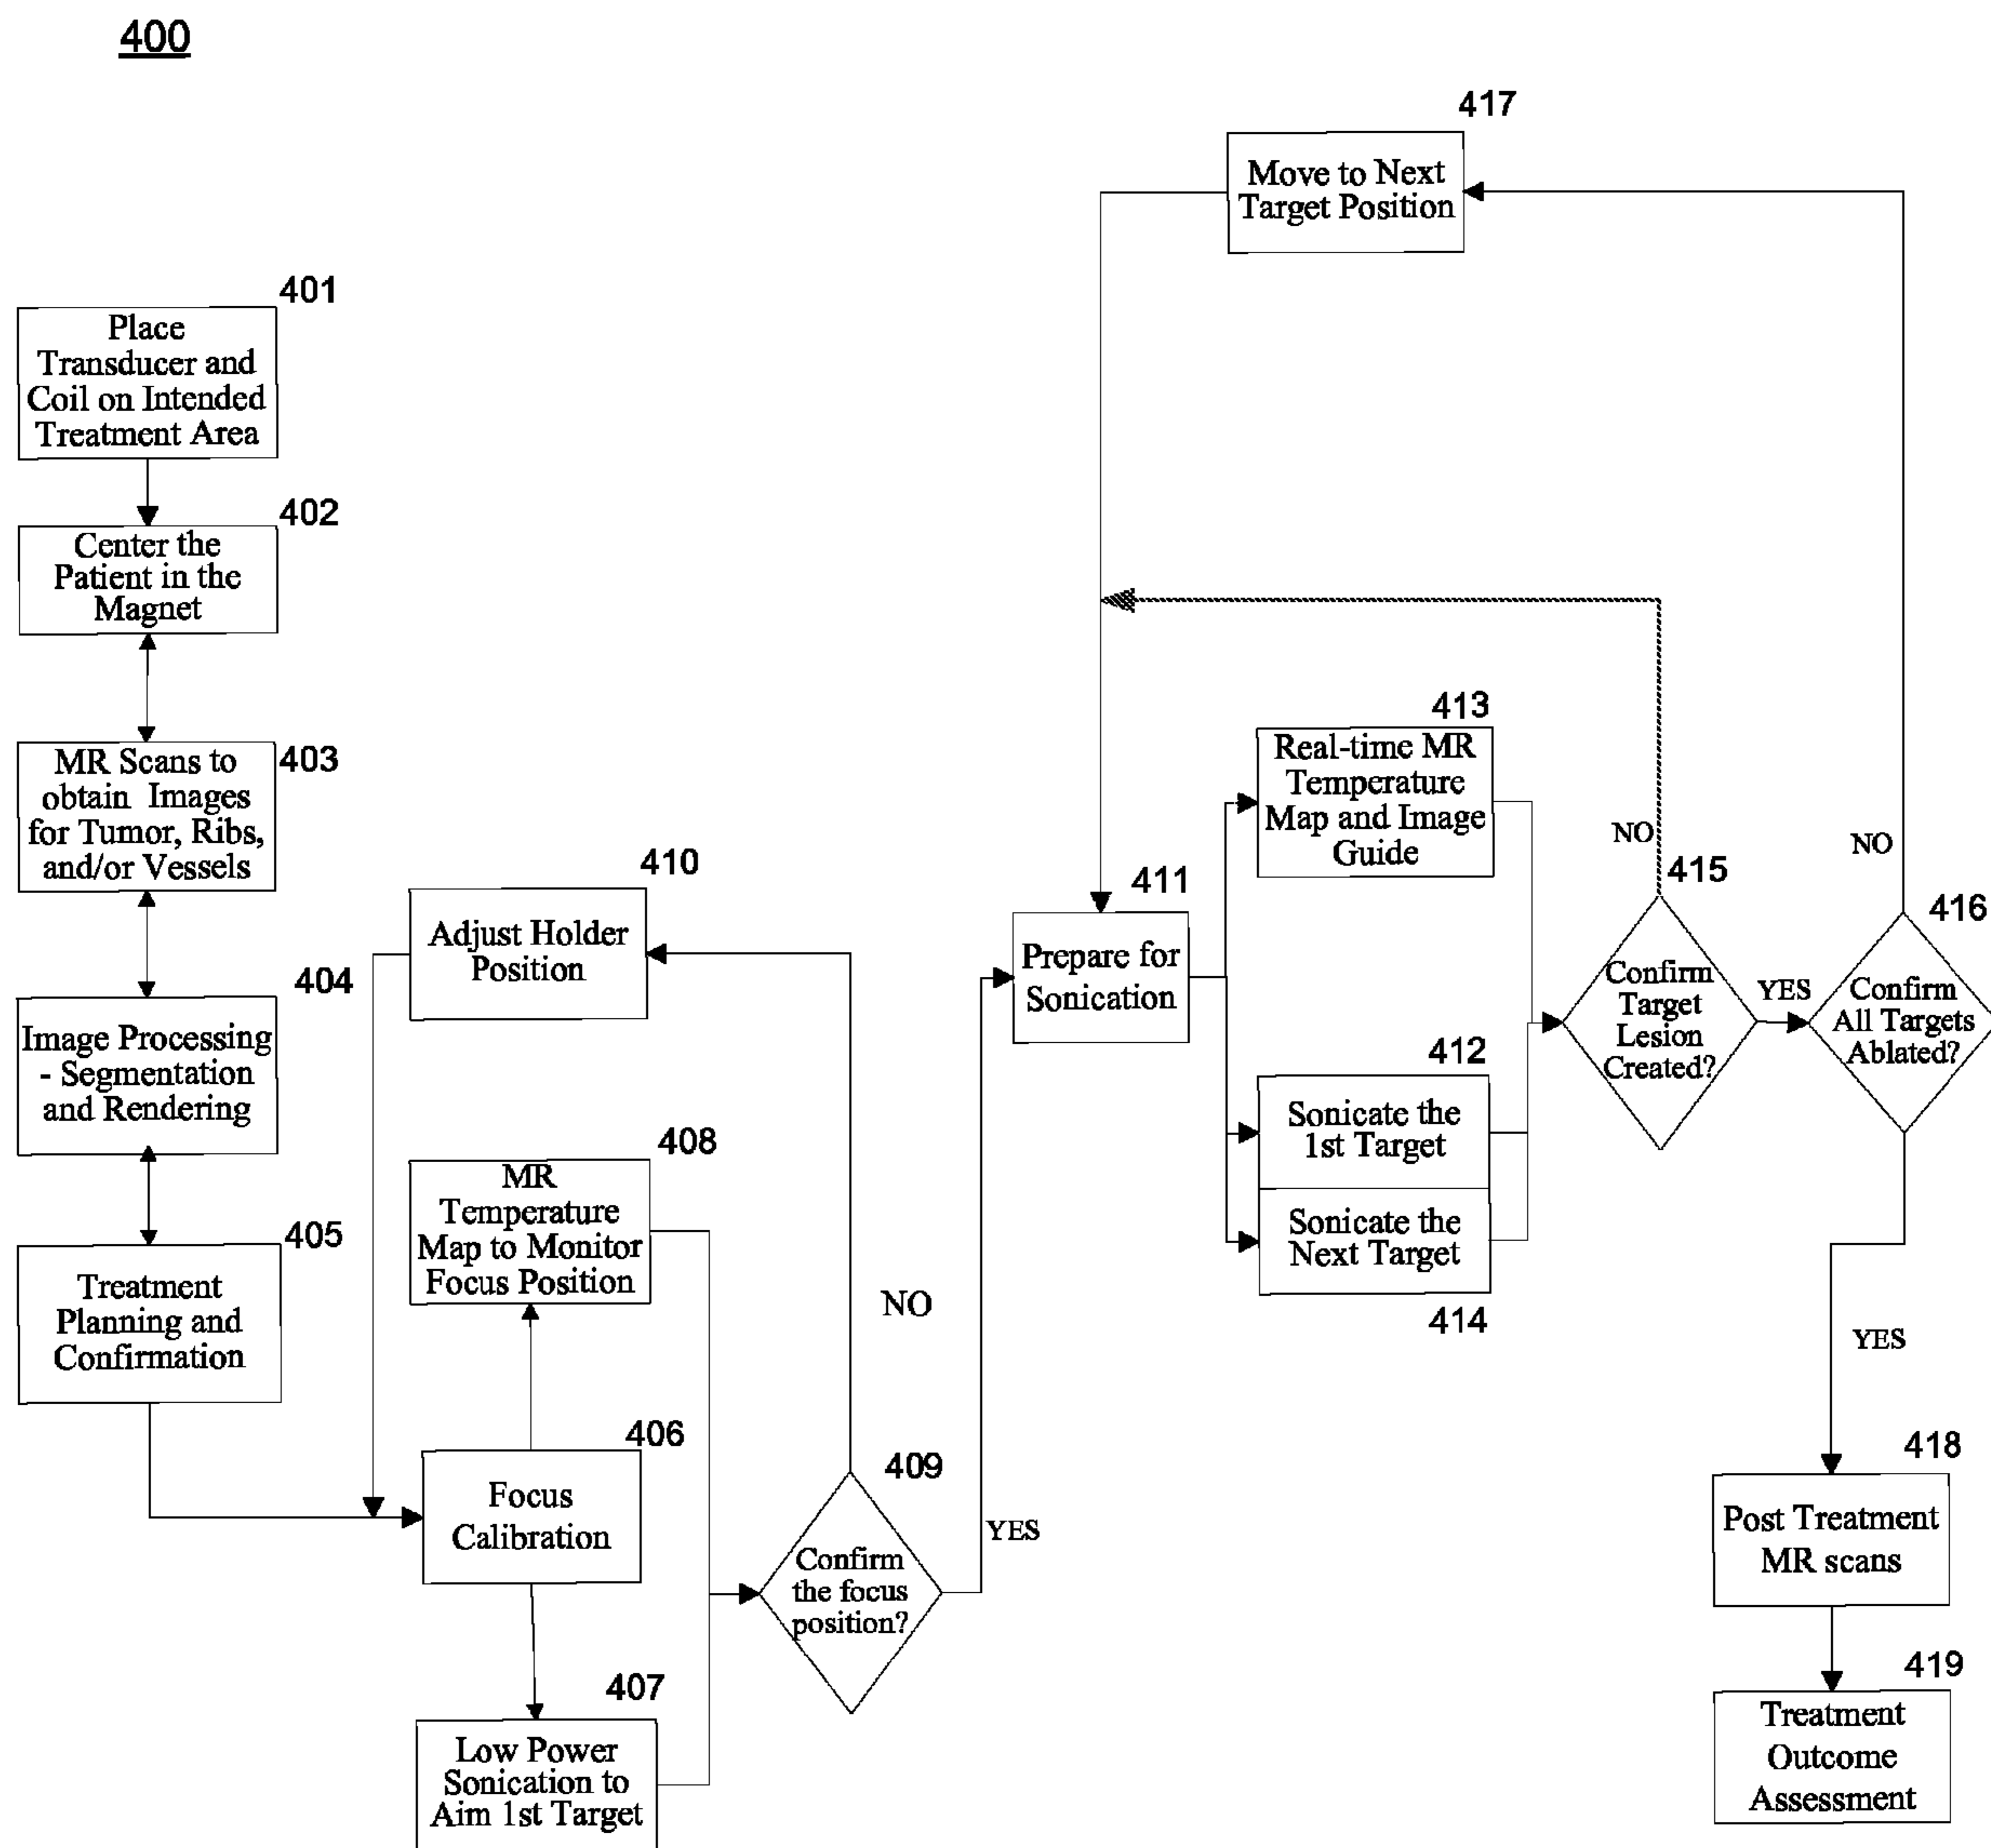 400
401
Place
Transducer and
Coil on Intended
Treatment Area
402
Center the
Patient in the
Magnet
403
MR Scans to
obtain Images
for Tumor, Ribs,
and/or Vessels
404
Image Processing
- Segmentation
and Rendering
405
Treatment
Planning and
Confirmation
406
Focus
Calibration
407
Low Power
Sonication to
Aim 1st Target
408
MR
Temperature
Map to Monitor
Focus Position
409
Confirm
the focus
position?
NO
YES
410
Adjust Holder
Position
411
Prepare for
Sonication
412
Sonicate the
1st Target
413
Real-time MR
Temperature
Map and Image
Guide
Sonicate the
Next Target
414
415
Confirm
Target
Lesion
Created?
NO
YES
416
Confirm
All Targets
Ablated?
NO
YES
417
Move to Next
Target Position
418
Post Treatment
MR scans
419
Treatment
Outcome
Assessment